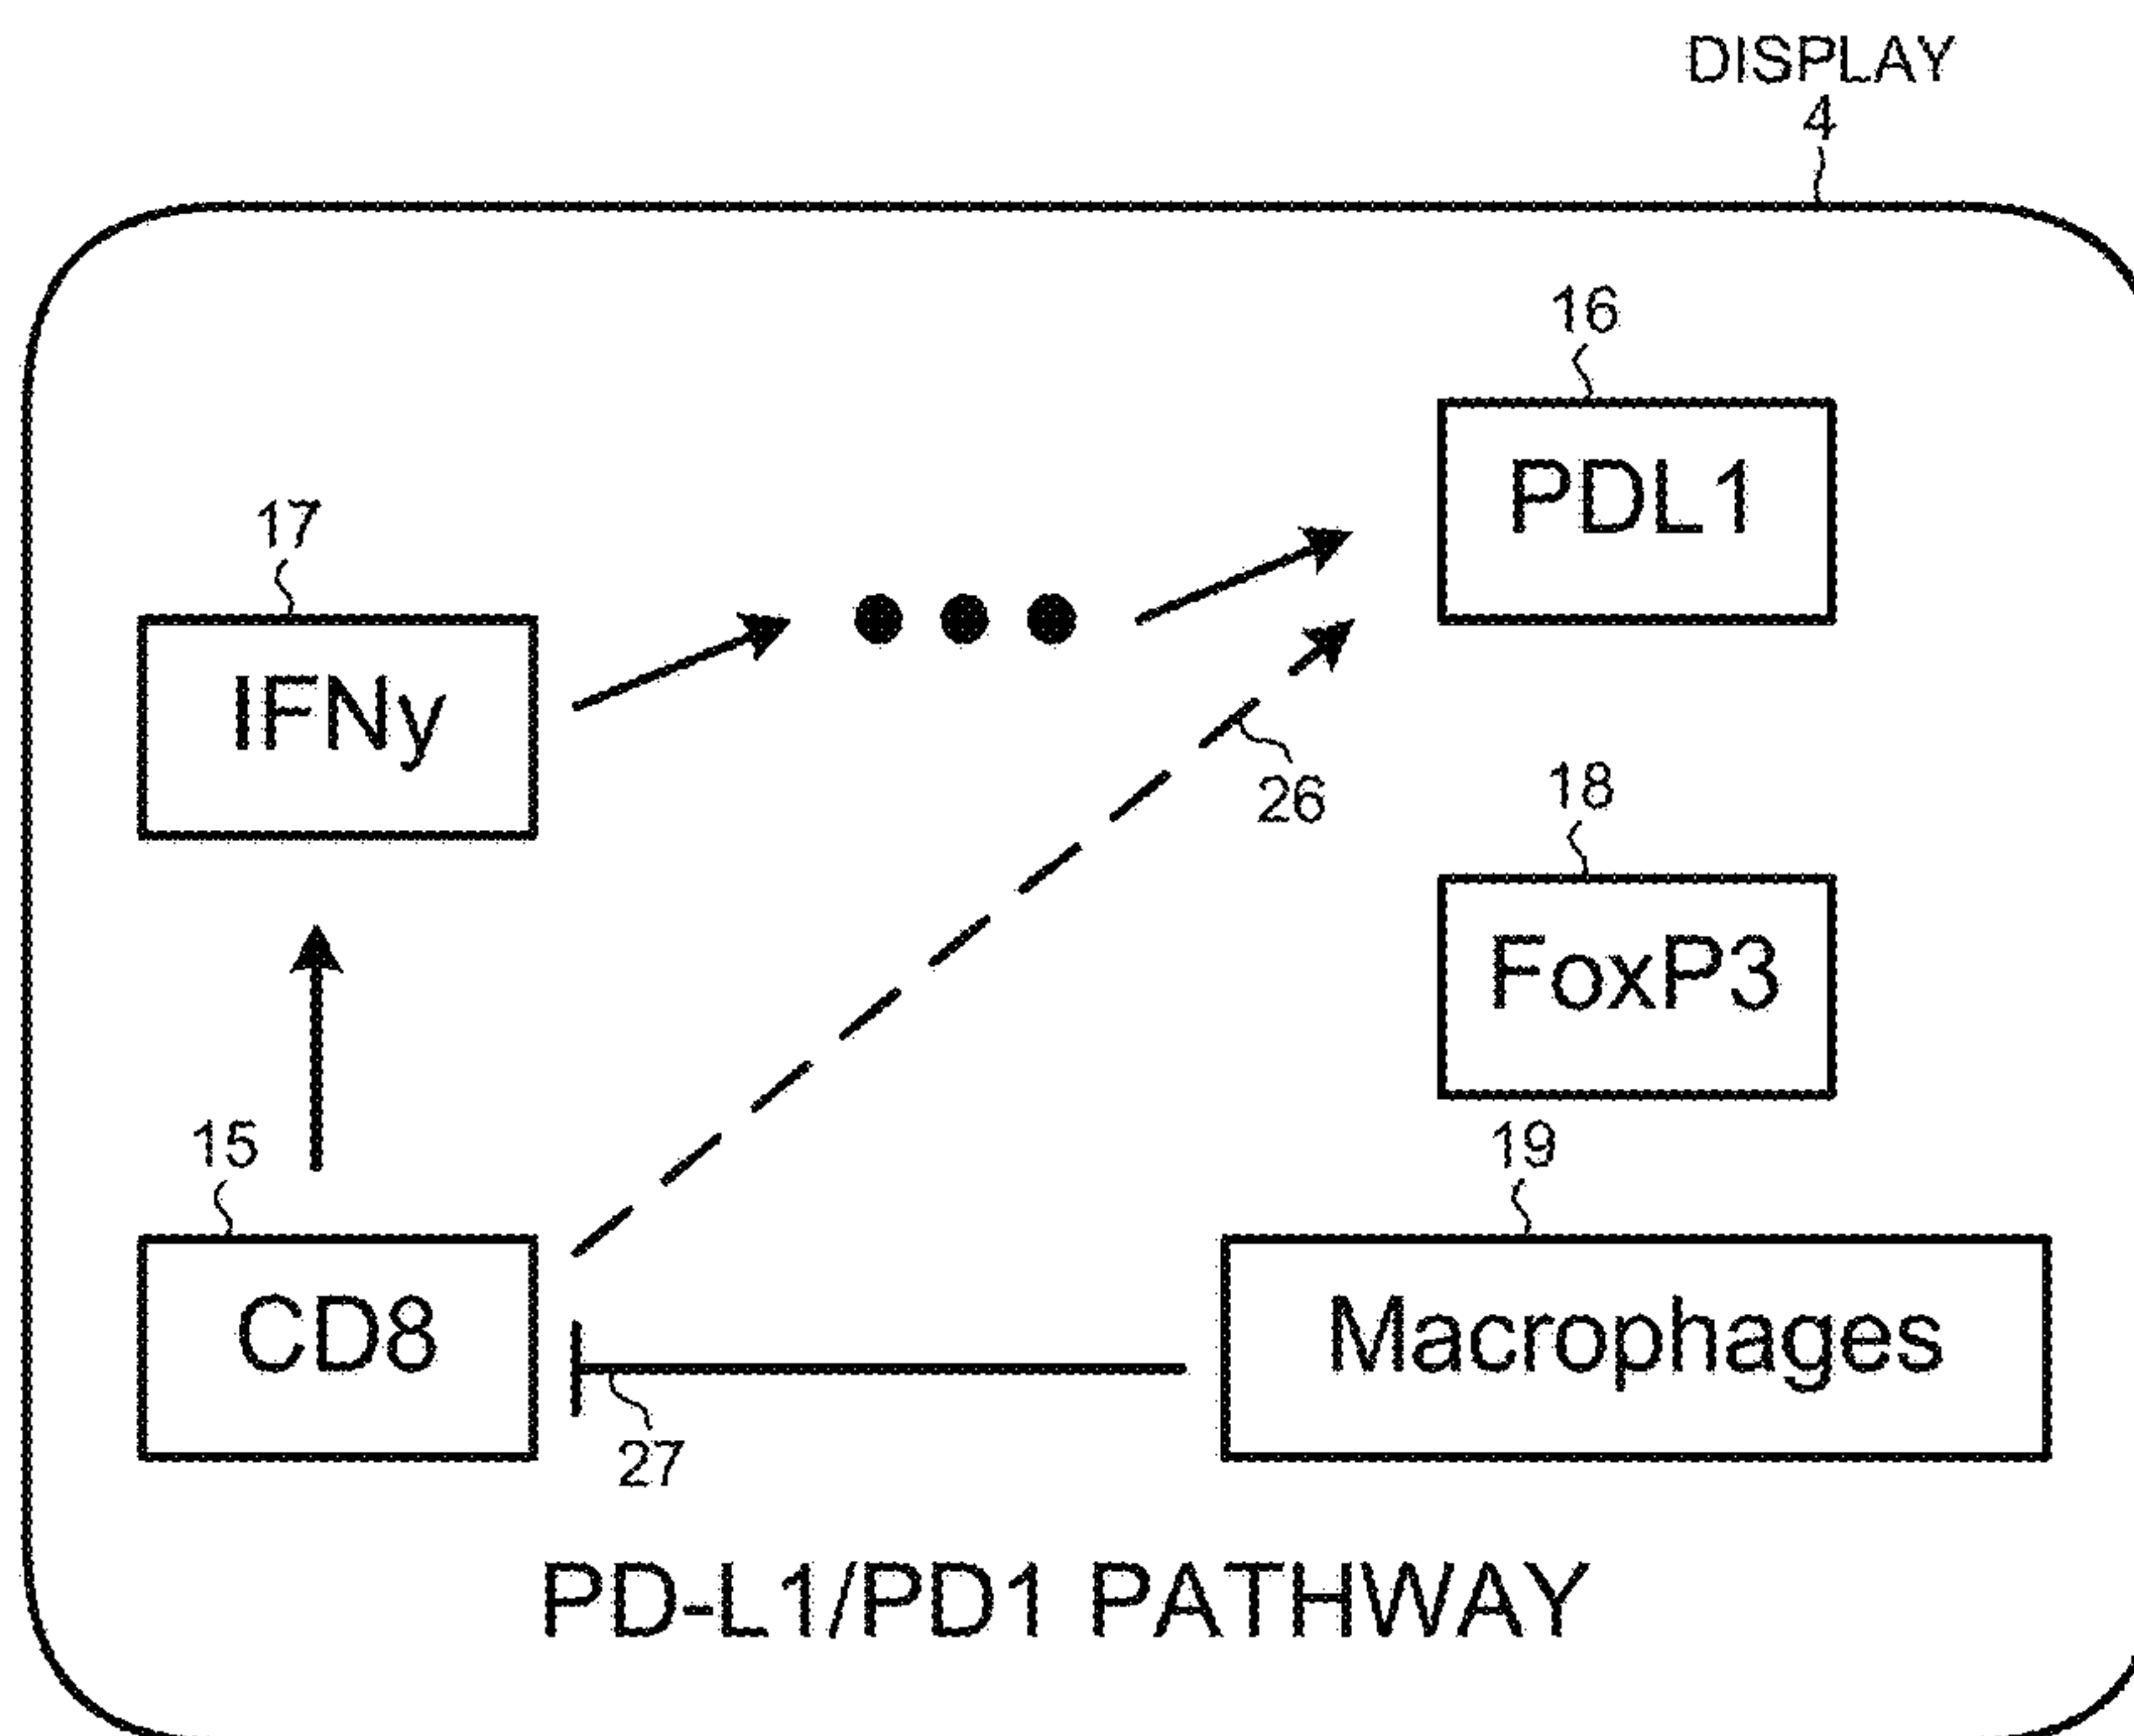 DISPLAY
4
16
PDL1
17
IFNy
26
18
FoxP3
15
CD8
19
Macrophages
27
PD-L1/PD1 PATHWAY